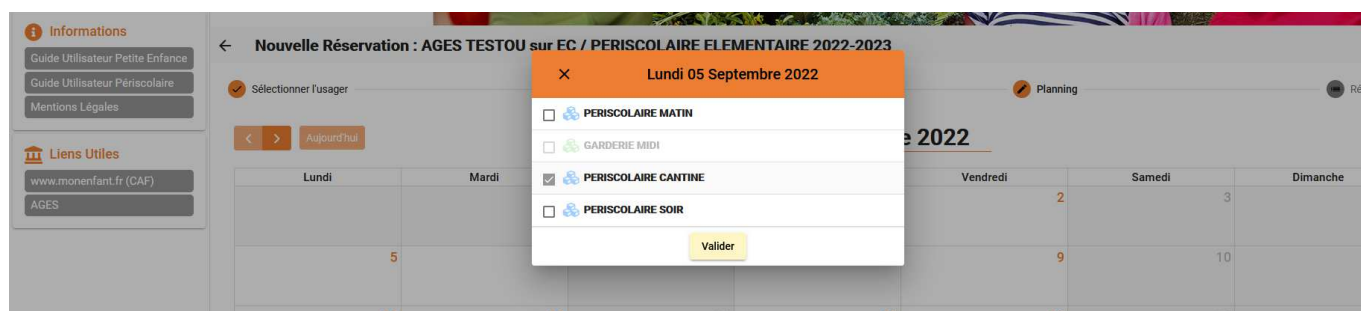 Informations
Guide Utilisateur Petite Enfance
Guide Utilisateur Périscolaire
Mentions Légales
Liens Utiles
www.monenfant.fr (CAF)
AGES
Nouvelle Réservation : AGES TESTOU sur EC / PERISCOLAIRE ELEMENTAIRE 2022-2023
Sélectionner l'usager
Planning
Ré
Aujourd'hui
2022
Lundi 05 Septembre 2022
PERISCOLAIRE MATIN
GARDERIE MIDI
PERISCOLAIRE CANTINE
PERISCOLAIRE SOIR
Valider
Lundi Mardi Vendredi Samedi Dimanche
2 3
5 9 10